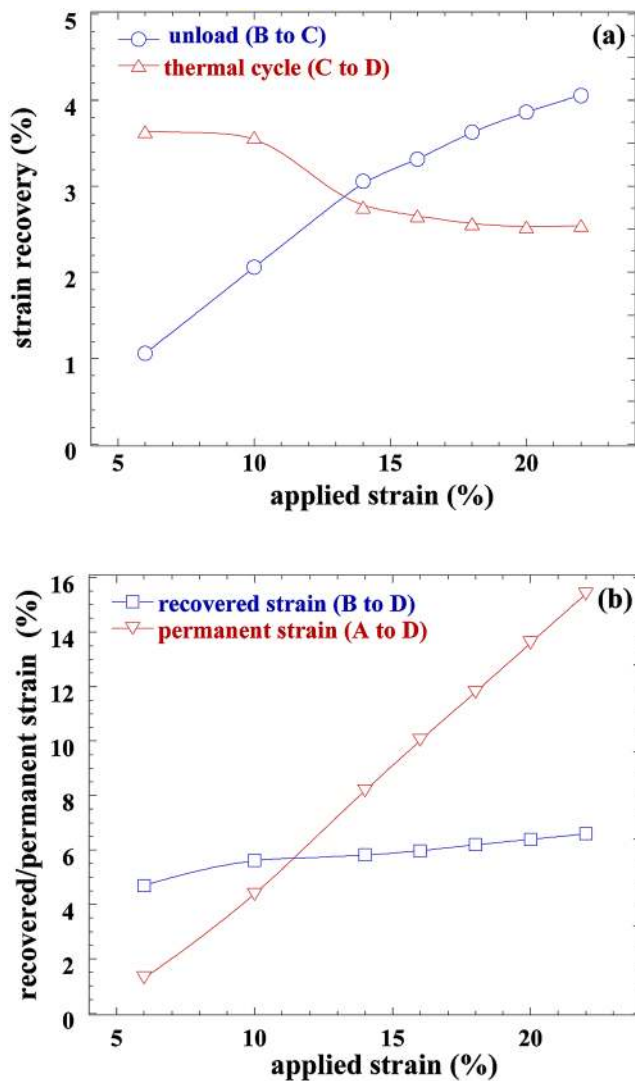 5
unload (B to C)
(a)
thermal cycle (C to D)
4
3
2
1
0
strain recovery (%)
5
10
15
20
applied strain (%)
16
recovered strain (B to D)
(b)
permanent strain (A to D)
14
12
10
8
6
4
2
0
recovered/permanent strain (%)
5
10
15
20
applied strain (%)